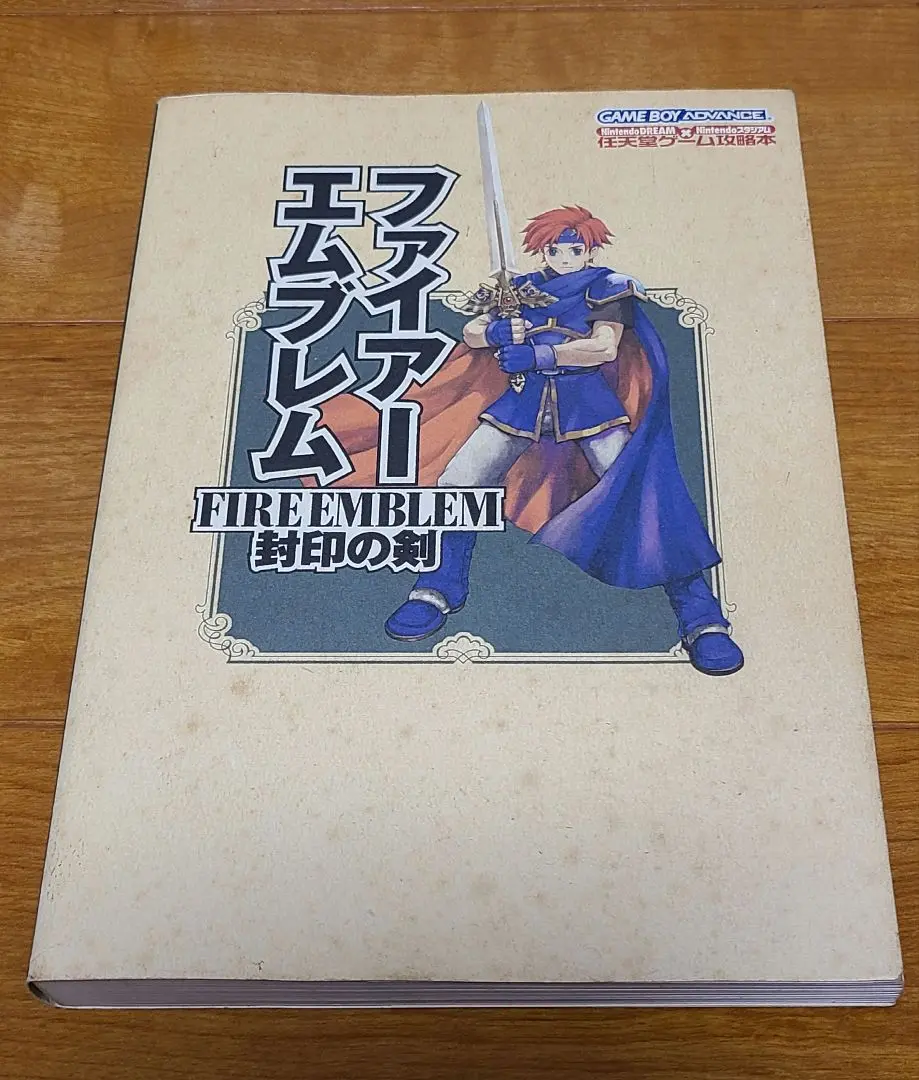 GAME BOY ADVANCE
Nintendo DREAM × Nintendoスタジアム
任天堂ゲーム攻略本
ファイアー
エムブレム
FIRE EMBLEM
封印の剣